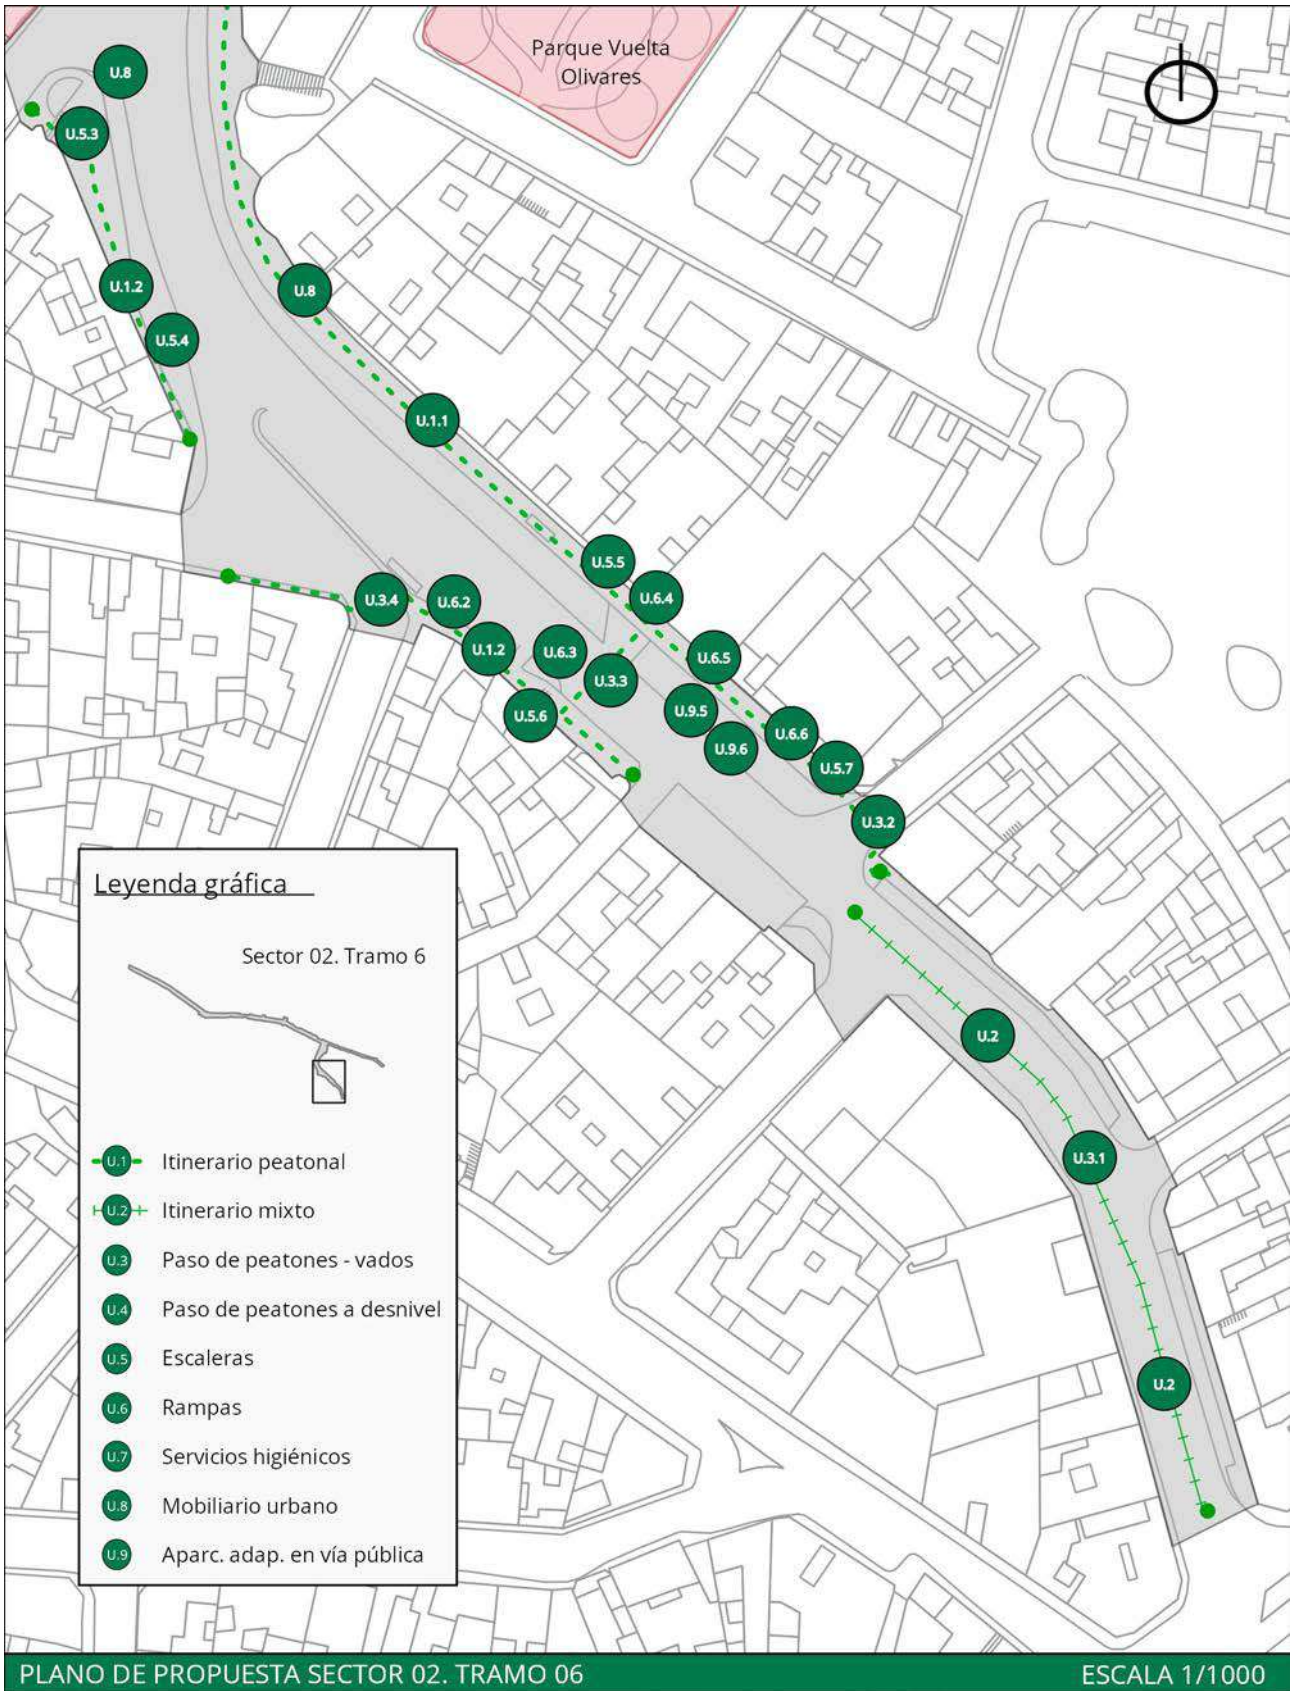 Parque Vuelta
Olivares
U.8
U.5.3
U.1.2
U.8
U.5.4
U.1.1
U.5.5
U.6.4
U.3.4
U.6.2
U.1.2
U.6.3
U.6.5
U.3.3
U.5.6
U.9.5
U.9.6
U.6.6
U.5.7
U.3.2
U.2
U.3.1
U.2
Leyenda gráfica
Sector 02. Tramo 6
U.1 Itinerario peatonal
U.2 Itinerario mixto
U.3 Paso de peatones - vados
U.4 Paso de peatones a desnivel
U.5 Escaleras
U.6 Rampas
U.7 Servicios higiénicos
U.8 Mobiliario urbano
U.9 Aparc. adap. en vía pública
PLANO DE PROPUESTA SECTOR 02. TRAMO 06 ESCALA 1/1000